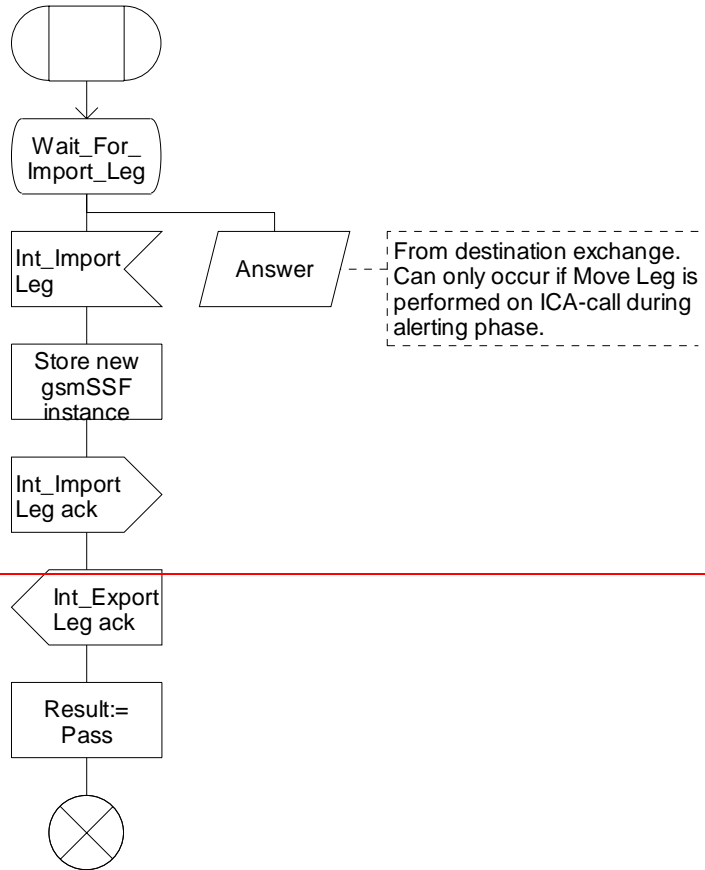 Wait_For_
Import_Leg
Int_Import
Leg
Answer
From destination exchange.
Can only occur if Move Leg is
performed on ICA-call during
alerting phase.
Store new
gsmSSF
instance
Int_Import
Leg ack
Int_Export
Leg ack
Result:=
Pass